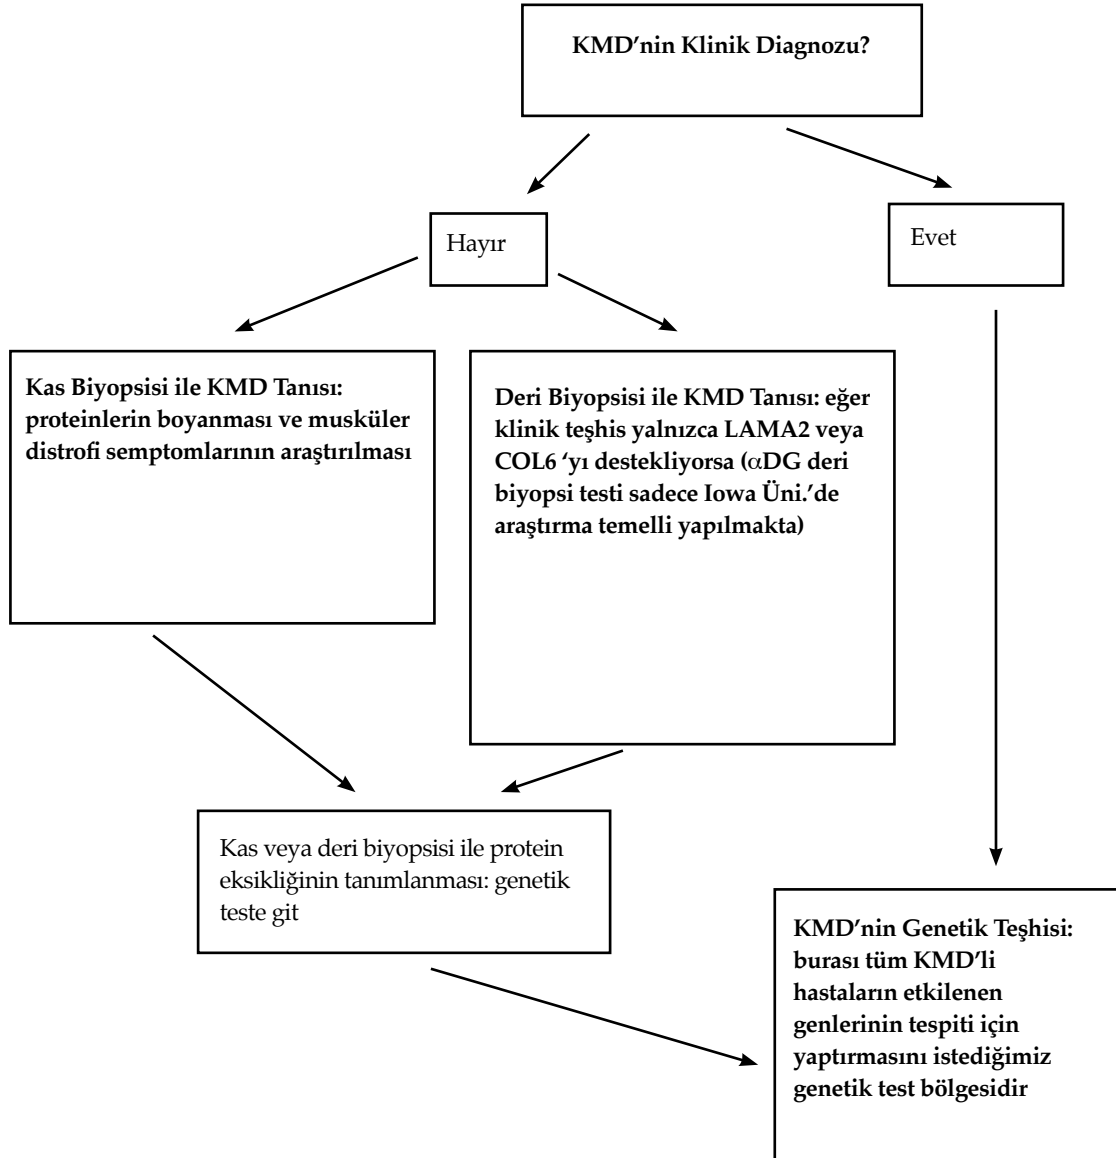 KMD’nin Klinik Diagnozu?
Hayır
Evet
Kas Biyopsisi ile KMD Tanısı:
proteinlerin boyanması ve musküler
distrofi semptomlarının araştırılması
Deri Biyopsisi ile KMD Tanısı: eğer
klinik teşhis yalnızca LAMA2 veya
COL6 ‘yı destekliyorsa (αDG deri
biyopsi testi sadece Iowa Üni.’de
araştırma temelli yapılmakta)
Kas veya deri biyopsisi ile protein
eksikliğinin tanımlanması: genetik
teste git
KMD’nin Genetik Teşhisi:
burası tüm KMD’li
hastaların etkilenen
genlerinin tespiti için
yaptırmasını istediğimiz
genetik test bölgesidir